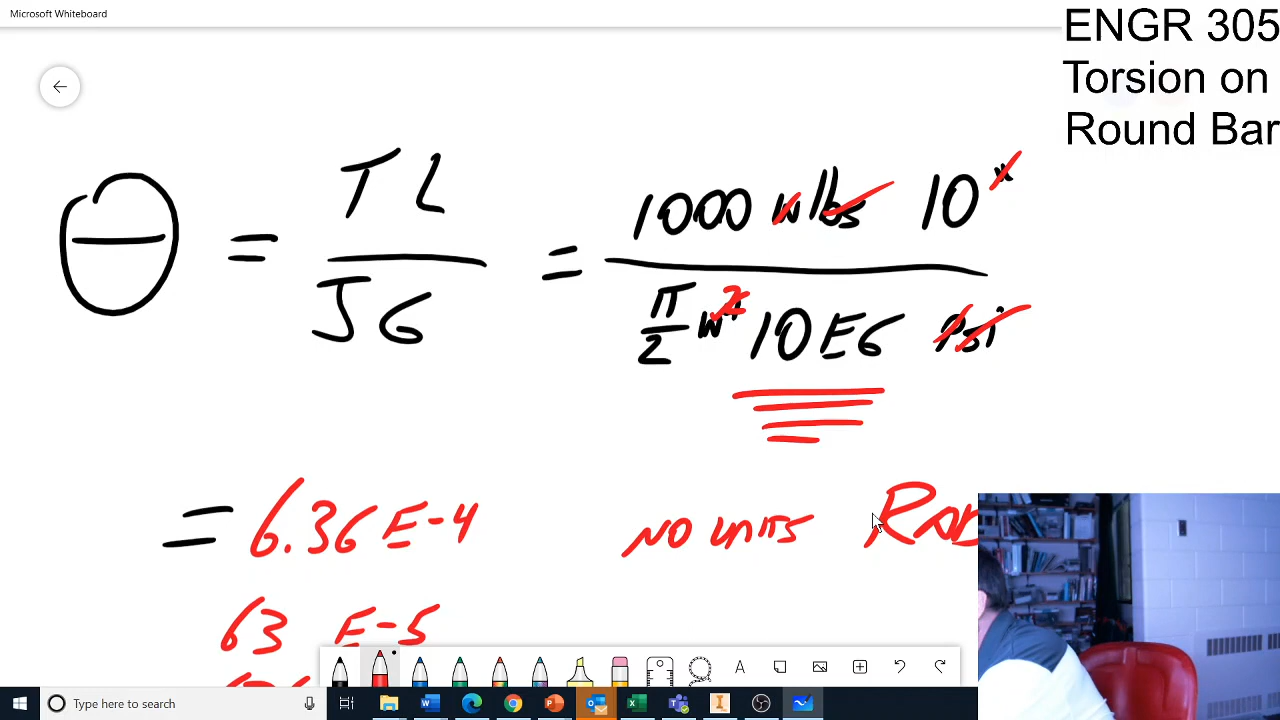 Microsoft Whiteboard
ENGR 305
Torsion on
Round Bar
θ = TL / JG = 1000 in lbs 10 in / π/2 in⁴ 10E6 psi
2
= 6.36 E-4 NO UNITS RAD
63 E-5
Type here to search